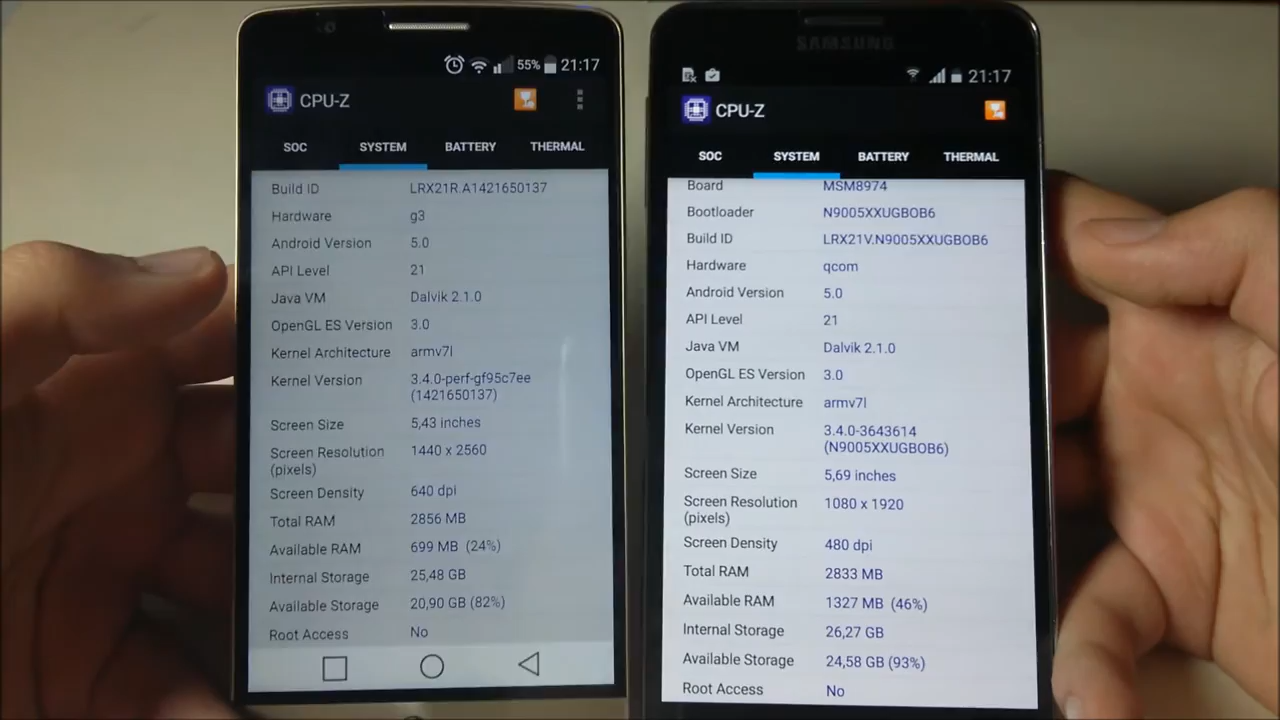 55% 21:17
CPU-Z
SOC SYSTEM BATTERY THERMAL
Build ID LRX21R.A1421650137
Hardware g3
Android Version 5.0
API Level 21
Java VM Dalvik 2.1.0
OpenGL ES Version 3.0
Kernel Architecture armv7l
Kernel Version 3.4.0-perf-gf95c7ee
(1421650137)
Screen Size 5,43 inches
Screen Resolution 1440 x 2560
(pixels)
Screen Density 640 dpi
Total RAM 2856 MB
Available RAM 699 MB (24%)
Internal Storage 25,48 GB
Available Storage 20,90 GB (82%)
Root Access No
SAMSUNG
21:17
CPU-Z
SOC SYSTEM BATTERY THERMAL
Board MSM8974
Bootloader N9005XXUGBOB6
Build ID LRX21V.N9005XXUGBOB6
Hardware qcom
Android Version 5.0
API Level 21
Java VM Dalvik 2.1.0
OpenGL ES Version 3.0
Kernel Architecture armv7l
Kernel Version 3.4.0-3643614
(N9005XXUGBOB6)
Screen Size 5,69 inches
Screen Resolution 1080 x 1920
(pixels)
Screen Density 480 dpi
Total RAM 2833 MB
Available RAM 1327 MB (46%)
Internal Storage 26,27 GB
Available Storage 24,58 GB (93%)
Root Access No